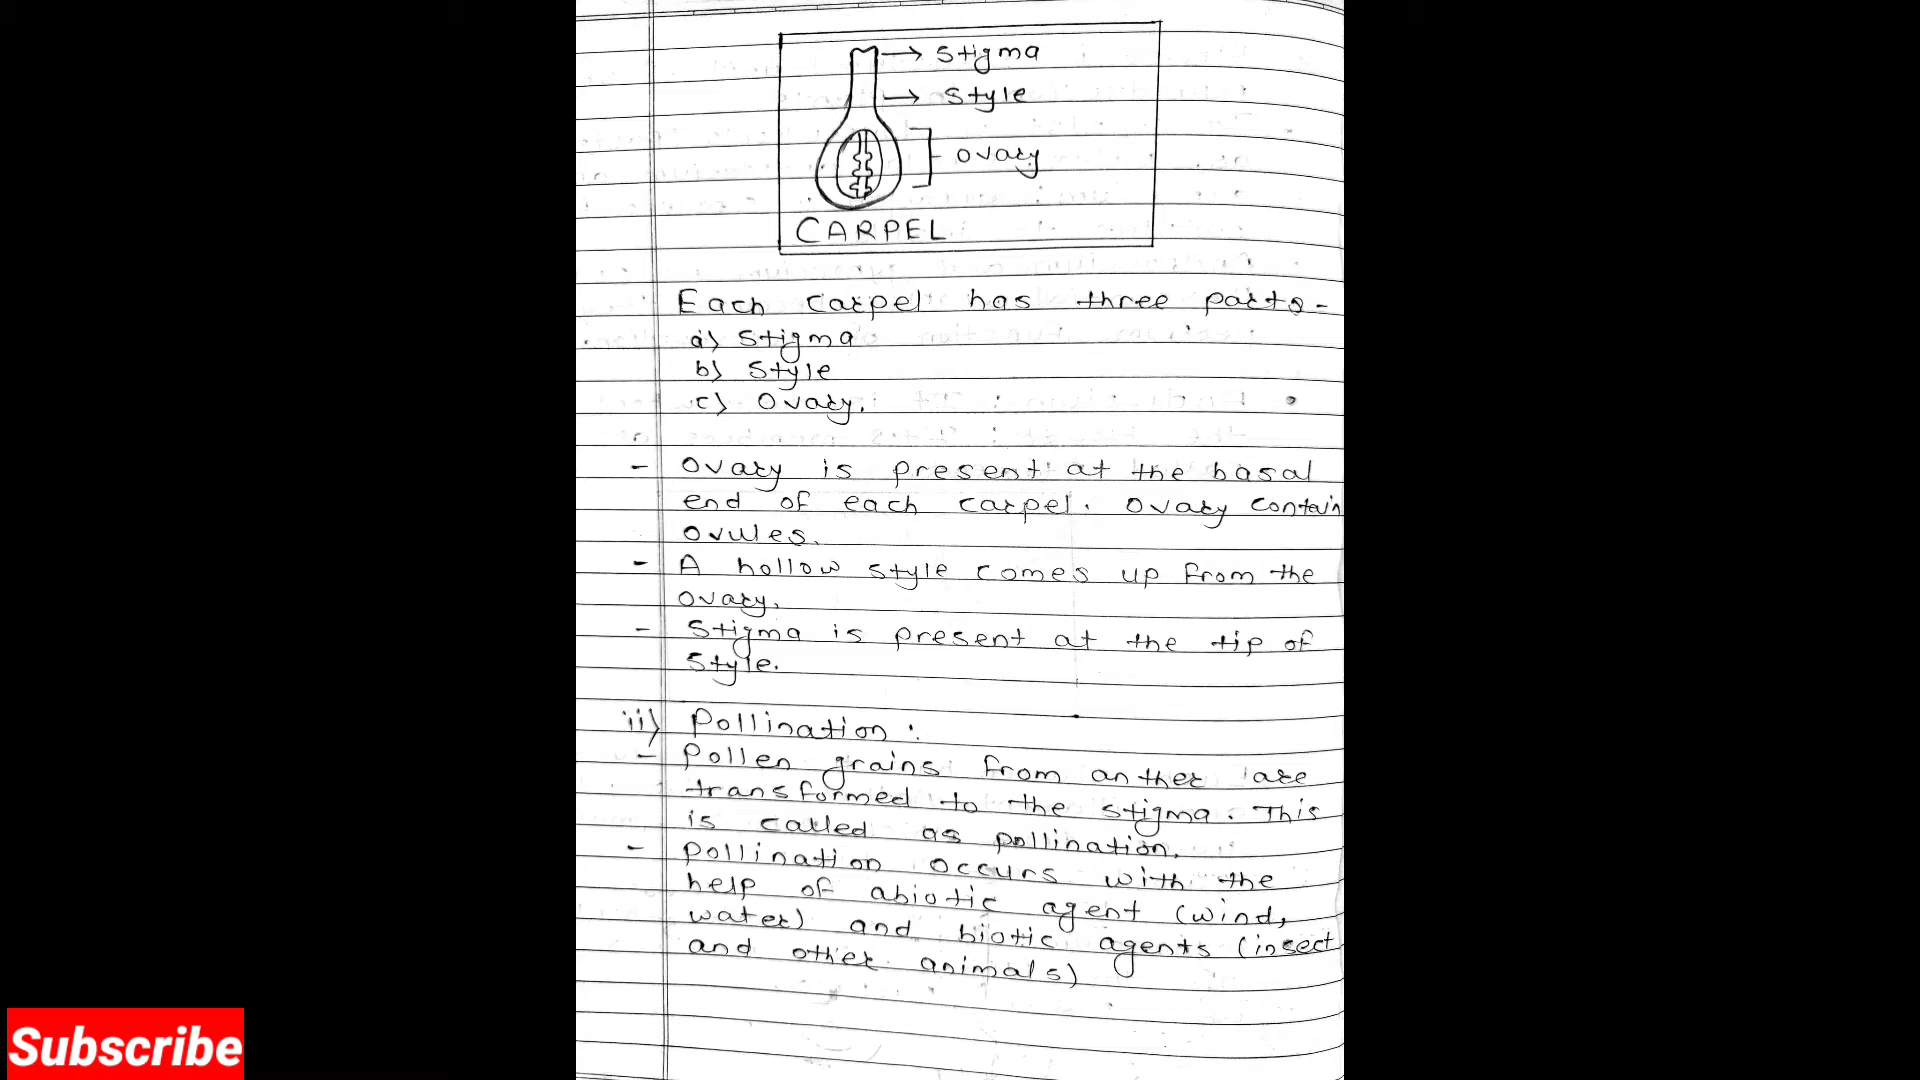 Stigma
Style
Ovary
CARPEL
Each carpel has three parts-
a) Stigma
b) Style
c) Ovary.
- Ovary is present at the basal
end of each carpel. Ovary contain
ovules.
- A hollow style comes up from the
ovary.
- Stigma is present at the tip of
Style.
iii) Pollination :
- Pollen grains from anther are
transformed to the stigma. This
is called as pollination.
- Pollination occurs with the
help of abiotic agent (wind,
water) and biotic agents (insect
and other animals)
Subscribe